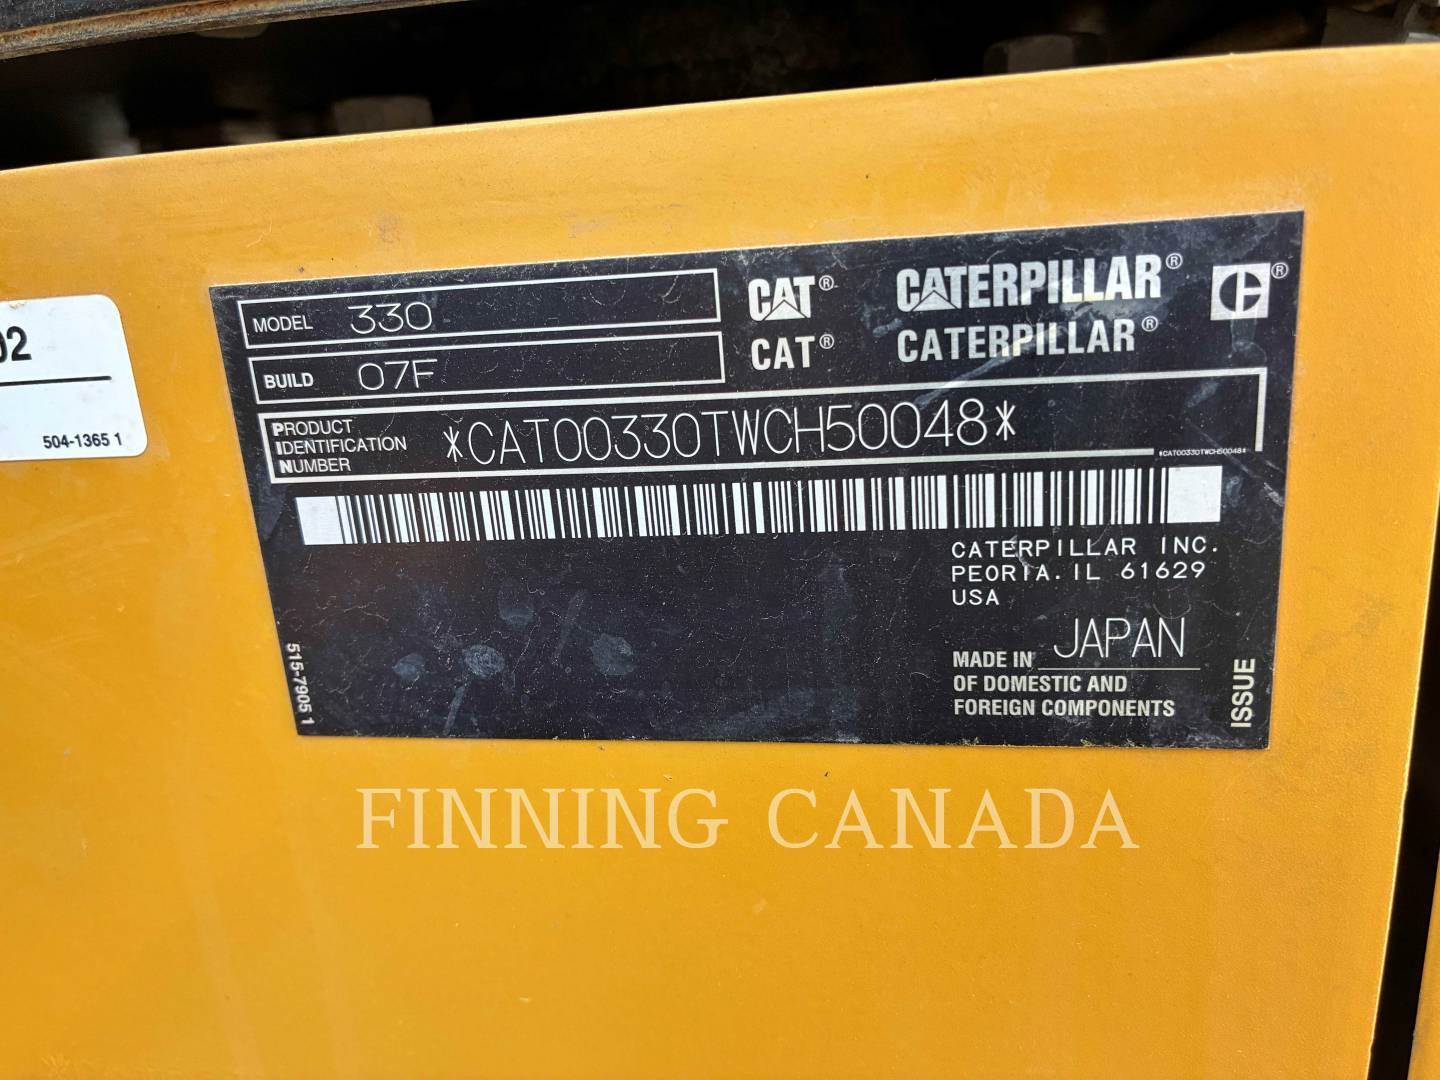 02
504-1365 1
MODEL 330
BUILD 07F
CAT® CATERPILLAR®
CAT® CATERPILLAR®
®
PRODUCT
IDENTIFICATION
NUMBER
*CAT00330TWCH50048*
*CAT00330TWCH50048*
CATERPILLAR INC.
PEORIA. IL 61629
USA
MADE IN JAPAN
OF DOMESTIC AND
FOREIGN COMPONENTS
ISSUE
515-7905 1
FINNING CANADA